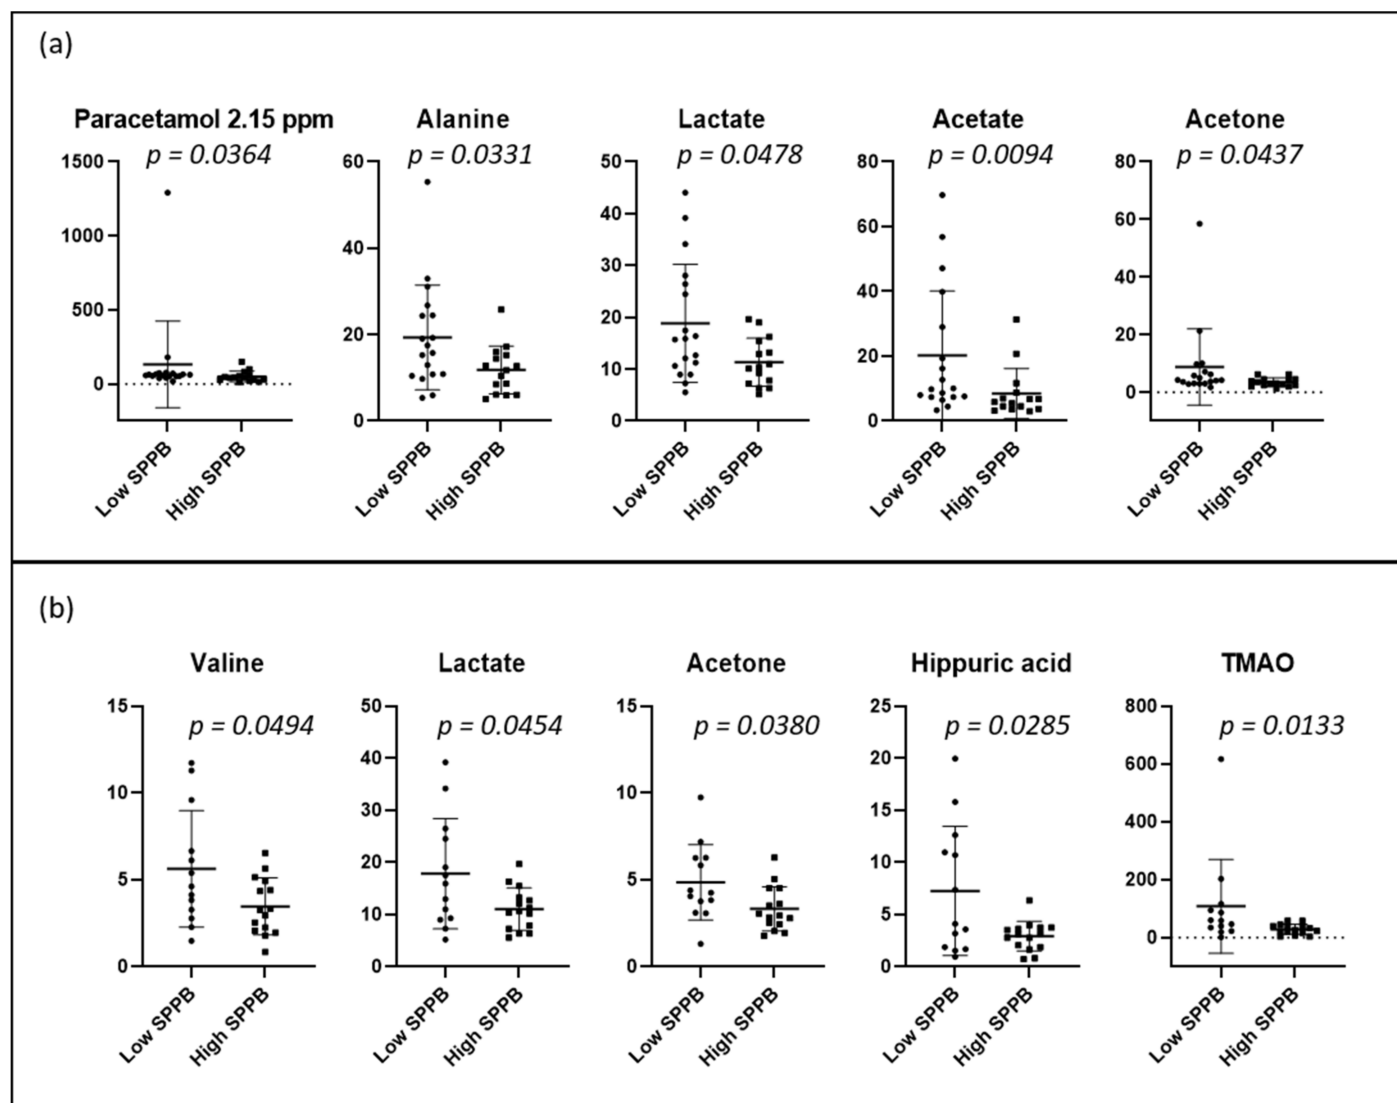 (a)
Paracetamol 2.15 ppm Alanine Lactate Acetate Acetone
p = 0.0364 p = 0.0331 p = 0.0478 p = 0.0094 p = 0.0437
1500 1000 500 0
60 40 20 0
50 40 30 20 10 0
80 60 40 20 0
80 60 40 20 0
Low SPPB High SPPB Low SPPB High SPPB Low SPPB High SPPB Low SPPB High SPPB Low SPPB High SPPB
(b)
Valine Lactate Acetone Hippuric acid TMAO
p = 0.0494 p = 0.0454 p = 0.0380 p = 0.0285 p = 0.0133
15 10 5 0
50 40 30 20 10 0
15 10 5 0
25 20 15 10 5 0
800 600 400 200 0
Low SPPB High SPPB Low SPPB High SPPB Low SPPB High SPPB Low SPPB High SPPB Low SPPB High SPPB